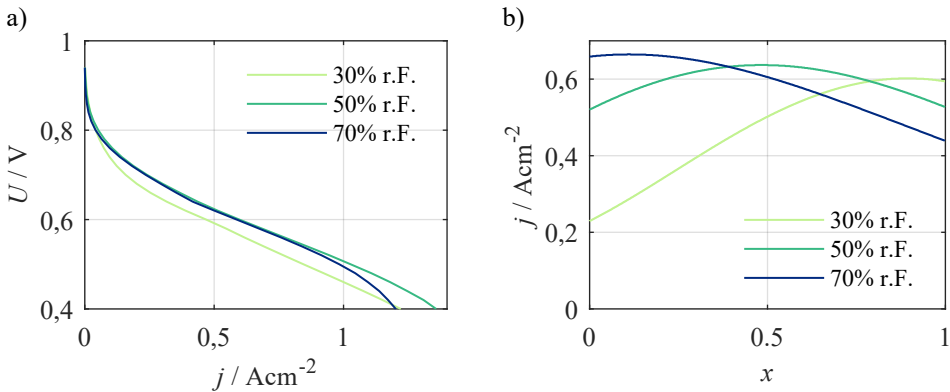 a)
1
0,8
0,6
0,4
U / V
0
0,5
1
j / Acm-2
30% r.F.
50% r.F.
70% r.F.
b)
0,6
0,4
0,2
0
j / Acm-2
0
0.5
1
x
30% r.F.
50% r.F.
70% r.F.